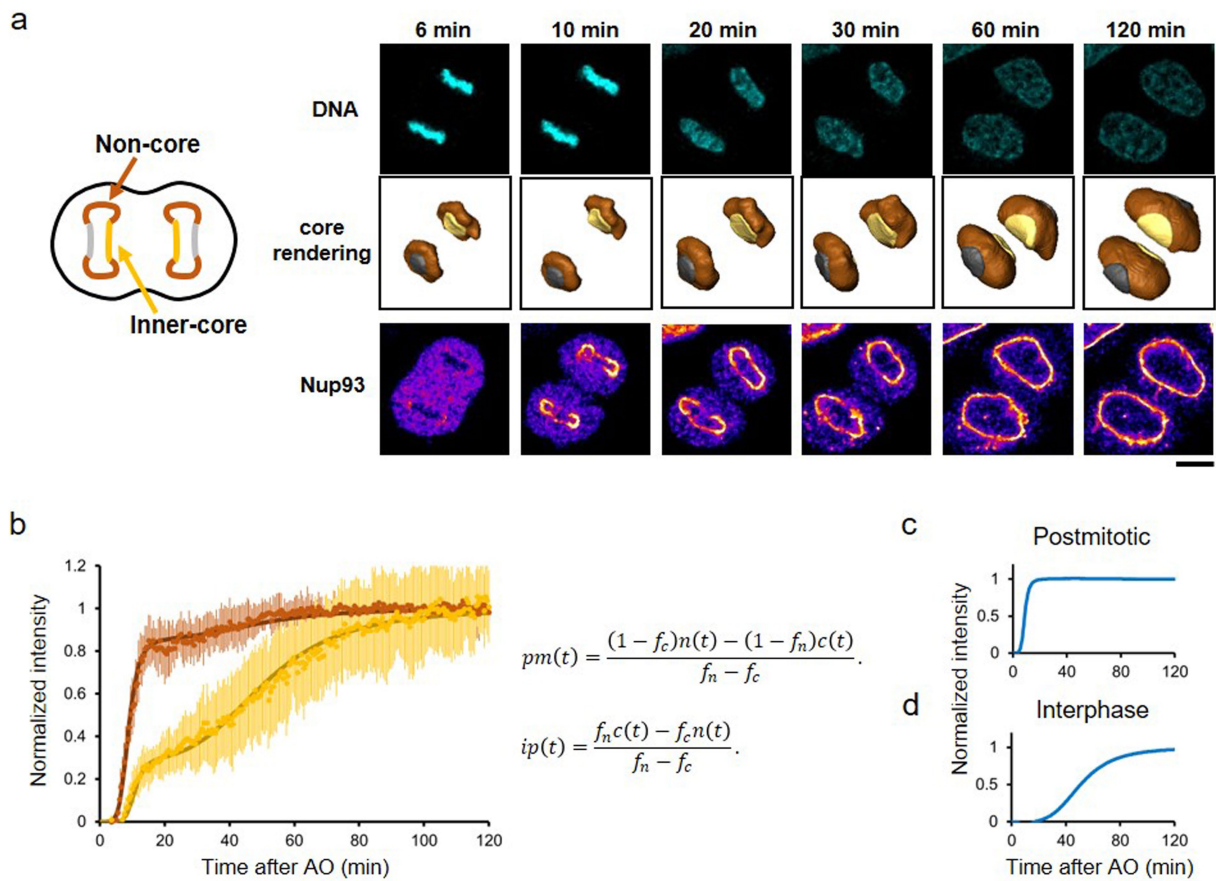 a
6 min 10 min 20 min 30 min 60 min 120 min
DNA
Non-core
core
rendering
Inner-core
Nup93
b
1.2
1
0.8
0.6
0.4
0.2
0
0 20 40 60 80 100 120
Normalized intensity
Time after AO (min)
pm(t) = \frac{(1 - f_c)n(t) - (1 - f_n)c(t)}{f_n - f_c}.
ip(t) = \frac{f_n c(t) - f_c n(t)}{f_n - f_c}.
c
Postmitotic
1
0.5
0
0 40 80 120
Normalized intensity
d
Interphase
1
0.5
0
0 40 80 120
Time after AO (min)